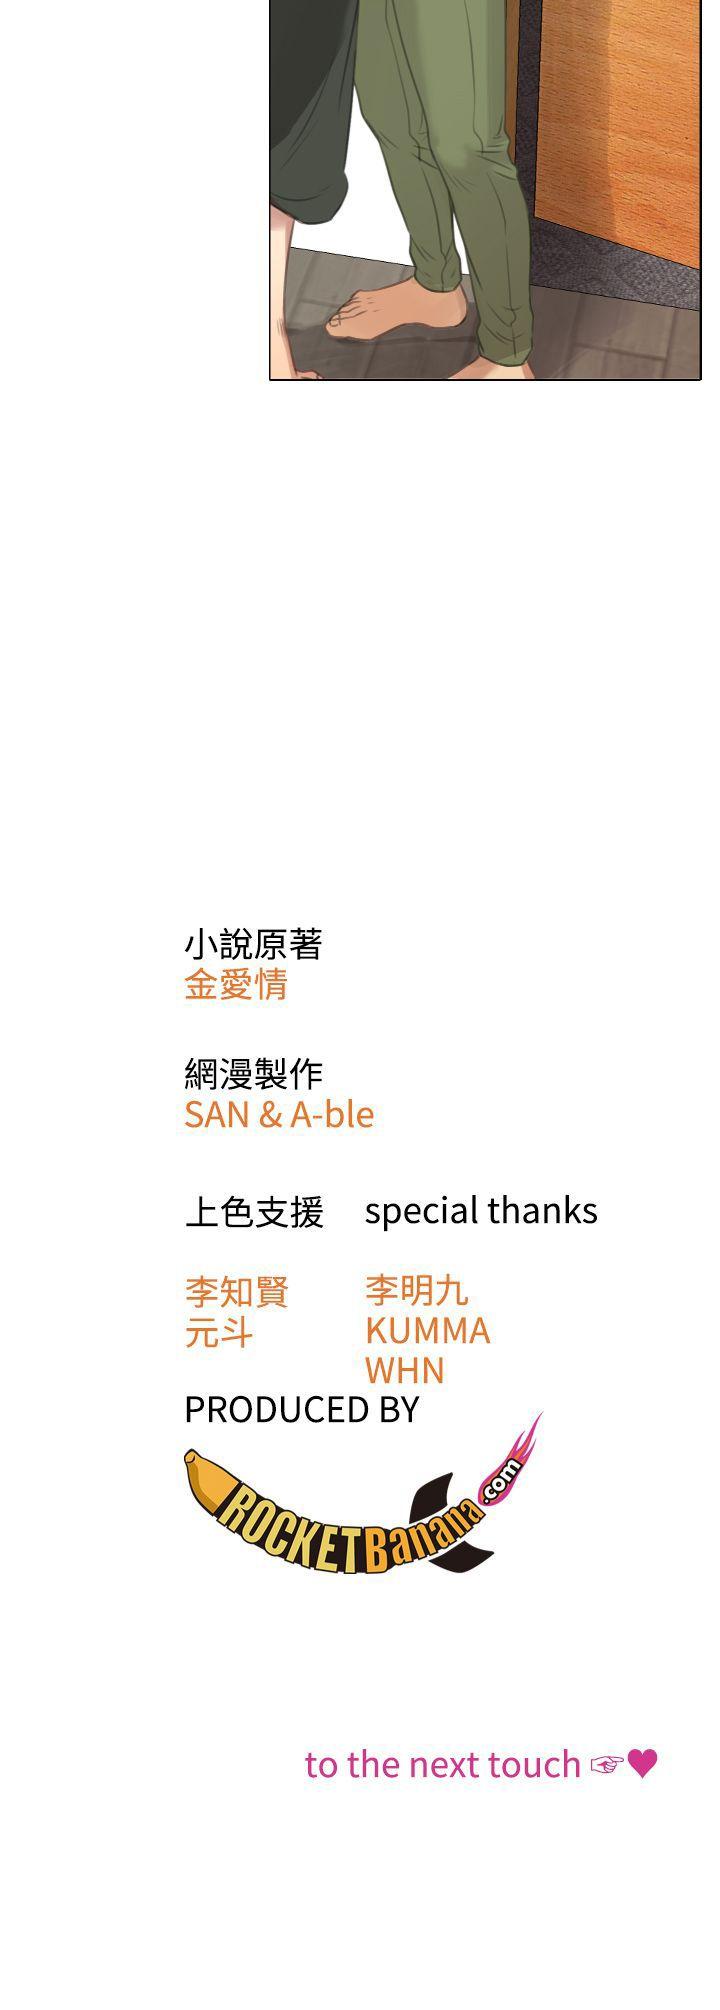 小說原著
金愛情
網漫製作
SAN & A-ble
上色支援
李知賢
元斗
special thanks
李明九
KUMMA
WHN
PRODUCED BY
ROCKETBanana.com
to the next touch ☞♥